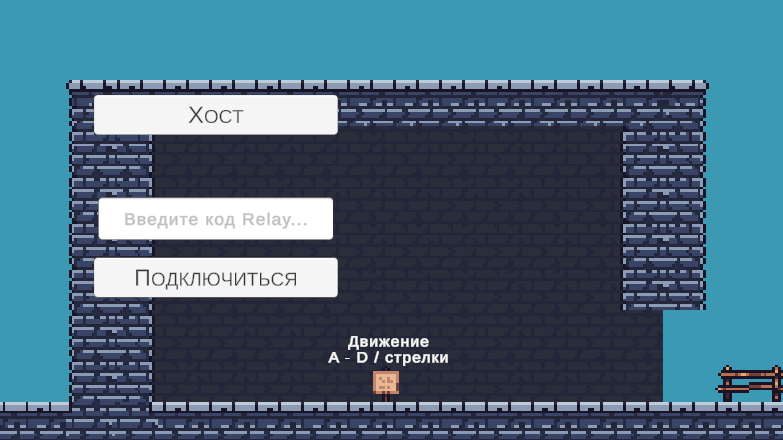 Хост
Введите код Relay...
Подключиться
Движение
A - D / стрелки